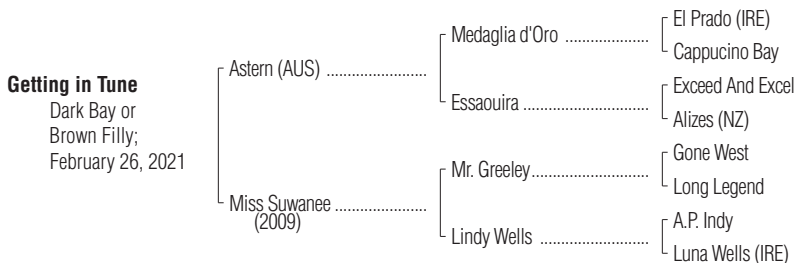 El Prado (IRE)
Medaglia d'Oro ....................
Cappucino Bay
Astern (AUS) ........................
Exceed And Excel
Essaouira ..............................
Alizes (NZ)
Getting in Tune
Dark Bay or
Brown Filly;
February 26, 2021
Gone West
Mr. Greeley............................
Long Legend
Miss Suwanee ......................
(2009)
A.P. Indy
Lindy Wells ..........................
Luna Wells (IRE)